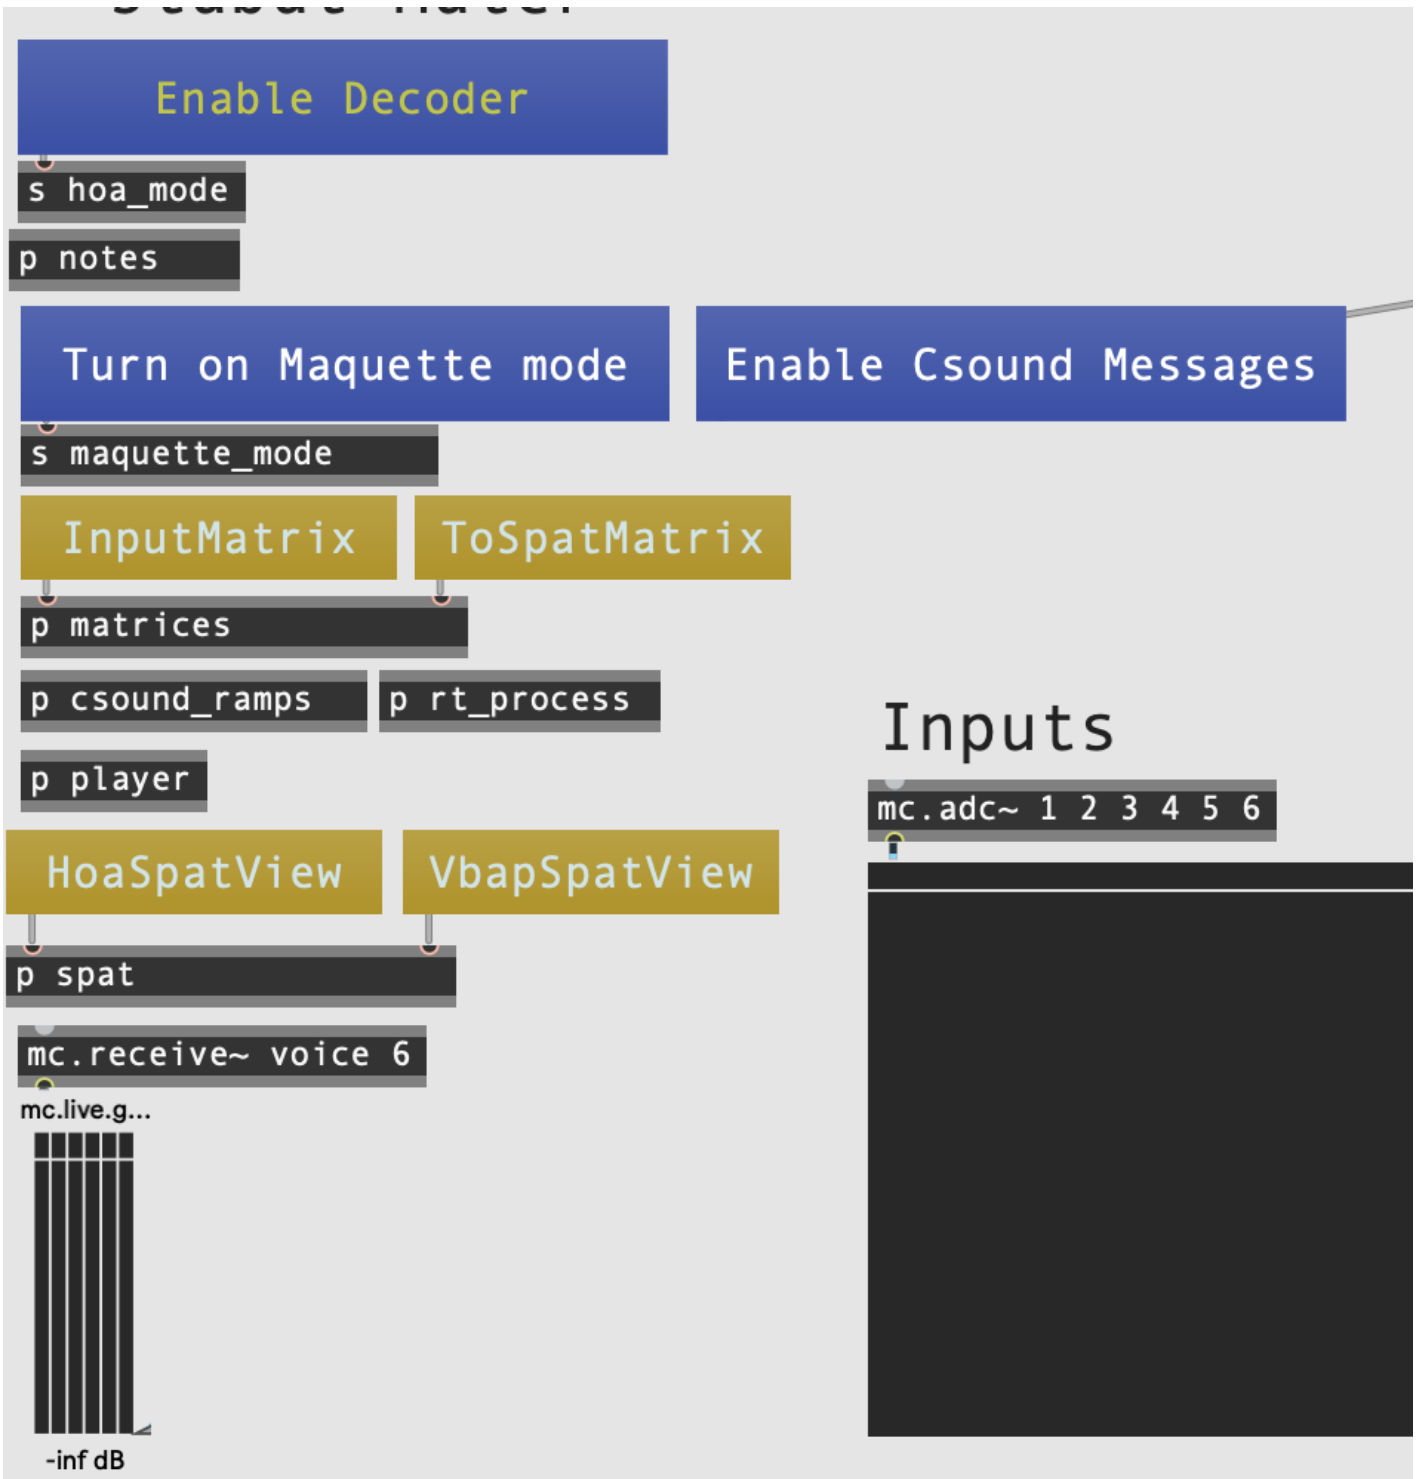 Stabat Mater
Enable Decoder
s hoa_mode
p notes
Turn on Maquette mode
Enable Csound Messages
s maquette_mode
InputMatrix
ToSpatMatrix
p matrices
p csound_ramps
p rt_process
p player
HoaSpatView
VbapSpatView
p spat
mc.receive~ voice 6
mc.live.g...
-inf dB
Inputs
mc.adc~ 1 2 3 4 5 6